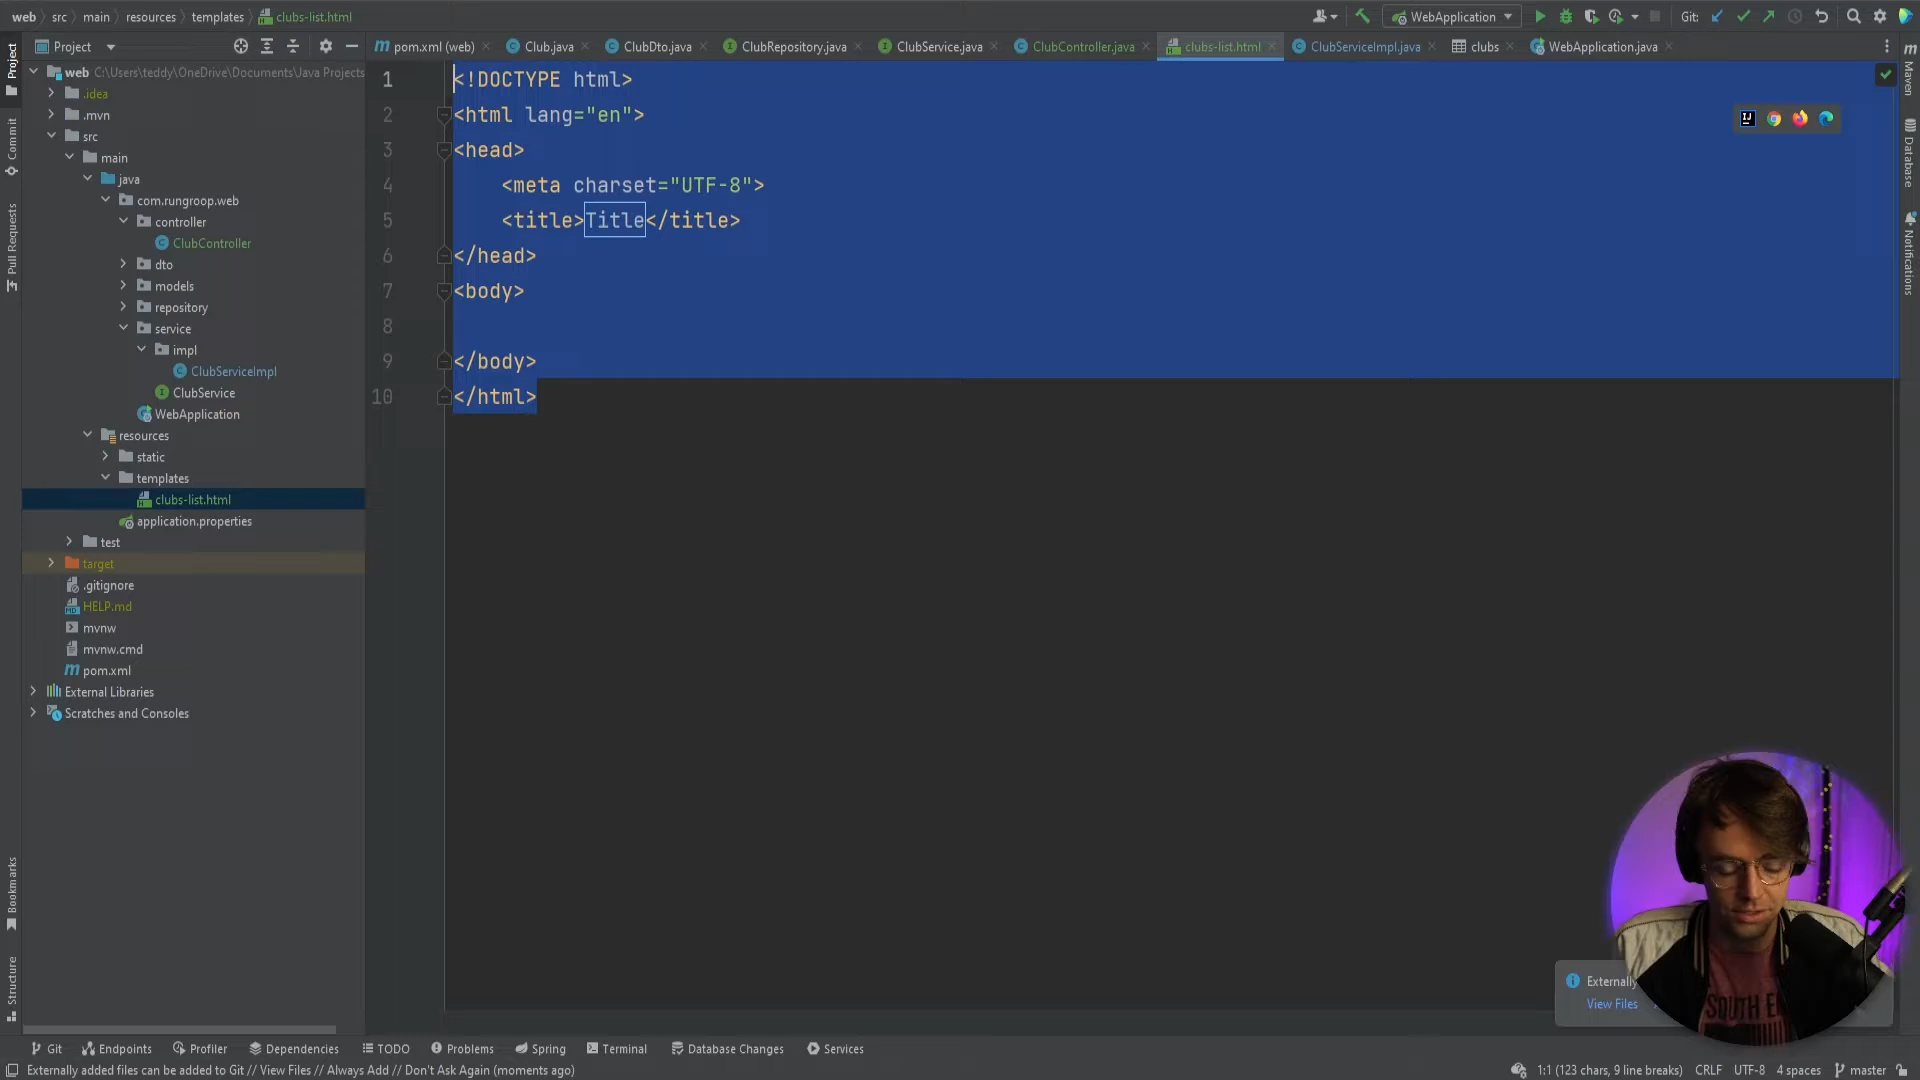 web > src > main > resources > templates > clubs-list.html
WebApplication
Git:
Project
pom.xml (web)
Club.java
ClubDto.java
ClubRepository.java
ClubService.java
ClubController.java
clubs-list.html
ClubServiceImpl.java
clubs
WebApplication.java
Project
Commit
Pull Requests
Bookmarks
Structure
web C:\Users\teddy\OneDrive\Documents\Java Projects
.idea
.mvn
src
main
java
com.rungroop.web
controller
ClubController
dto
models
repository
service
impl
ClubServiceImpl
ClubService
WebApplication
resources
static
templates
clubs-list.html
application.properties
test
target
.gitignore
HELP.md
mvnw
mvnw.cmd
pom.xml
External Libraries
Scratches and Consoles
1 <!DOCTYPE html>
2 <html lang="en">
3 <head>
4 <meta charset="UTF-8">
5 <title>Title</title>
6 </head>
7 <body>
8
9 </body>
10 </html>
Maven
Database
Notifications
Externally
View Files
SOUTH
Git
Endpoints
Profiler
Dependencies
TODO
Problems
Spring
Terminal
Database Changes
Services
Externally added files can be added to Git // View Files // Always Add // Don't Ask Again (moments ago)
1:1 (123 chars, 9 line breaks)
CRLF
UTF-8
4 spaces
master